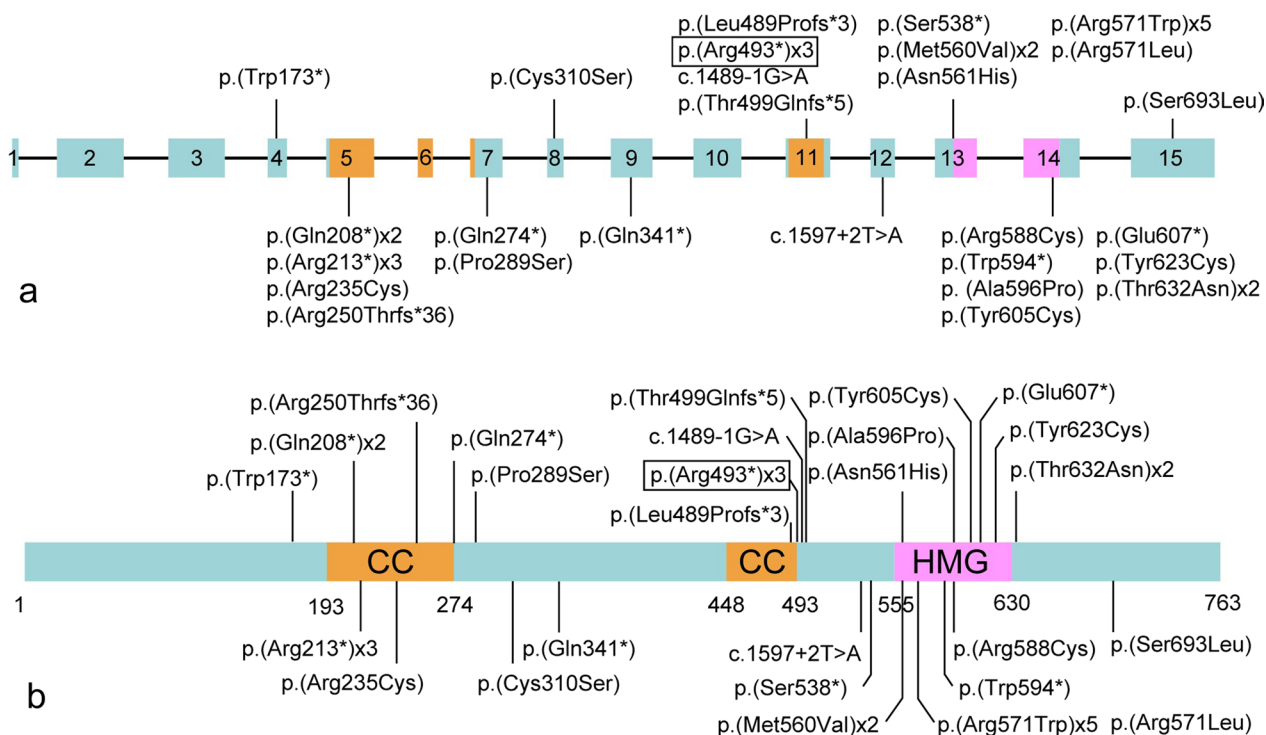 p.(Leu489Profs*3)
p.(Arg493*)x3
c.1489-1G>A
p.(Thr499Glnfs*5)
p.(Ser538*)
p.(Met560Val)x2
p.(Asn561His)
p.(Arg571Trp)x5
p.(Arg571Leu)
p.(Trp173*)
p.(Cys310Ser)
p.(Ser693Leu)
1 2 3 4 5 6 7 8 9 10 11 12 13 14 15
p.(Gln208*)x2
p.(Arg213*)x3
p.(Arg235Cys)
p.(Arg250Thrfs*36)
p.(Gln274*)
p.(Pro289Ser)
p.(Gln341*)
c.1597+2T>A
p.(Arg588Cys)
p.(Trp594*)
p. (Ala596Pro)
p.(Tyr605Cys)
p.(Glu607*)
p.(Tyr623Cys)
p.(Thr632Asn)x2
a
p.(Arg250Thrfs*36)
p.(Gln208*)x2
p.(Trp173*)
p.(Gln274*)
p.(Pro289Ser)
p.(Thr499Glnfs*5)
c.1489-1G>A
p.(Arg493*)x3
p.(Leu489Profs*3)
p.(Tyr605Cys)
p.(Ala596Pro)
p.(Asn561His)
p.(Glu607*)
p.(Tyr623Cys)
p.(Thr632Asn)x2
CC CC HMG
1 193 274 448 493 555 630 763
p.(Arg213*)x3
p.(Arg235Cys)
p.(Gln341*)
p.(Cys310Ser)
c.1597+2T>A
p.(Ser538*)
p.(Met560Val)x2
p.(Arg588Cys)
p.(Trp594*)
p.(Arg571Trp)x5
p.(Ser693Leu)
p.(Arg571Leu)
b